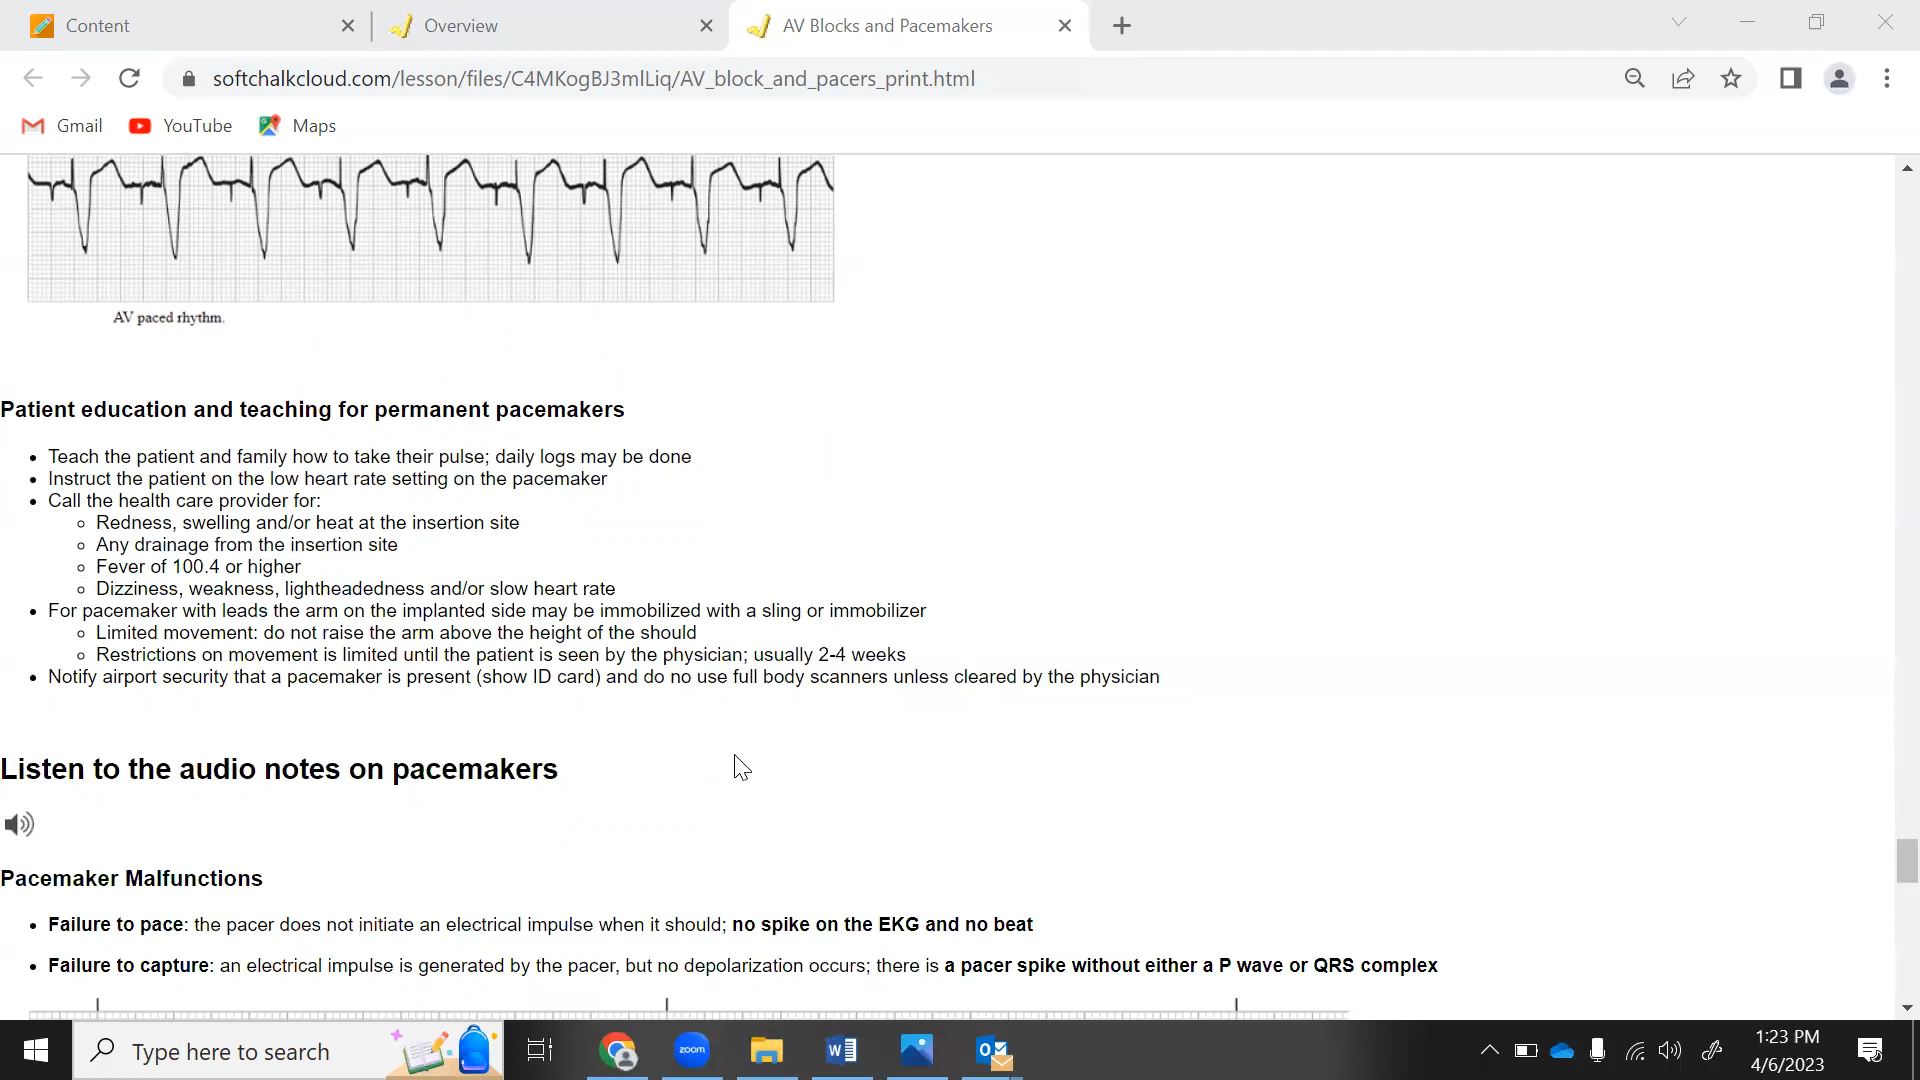 Content
Overview
AV Blocks and Pacemakers
softchalkcloud.com/lesson/files/C4MKogBJ3mlLiq/AV_block_and_pacers_print.html
Gmail
YouTube
Maps
AV paced rhythm.
Patient education and teaching for permanent pacemakers
Teach the patient and family how to take their pulse; daily logs may be done
Instruct the patient on the low heart rate setting on the pacemaker
Call the health care provider for:
Redness, swelling and/or heat at the insertion site
Any drainage from the insertion site
Fever of 100.4 or higher
Dizziness, weakness, lightheadedness and/or slow heart rate
For pacemaker with leads the arm on the implanted side may be immobilized with a sling or immobilizer
Limited movement: do not raise the arm above the height of the should
Restrictions on movement is limited until the patient is seen by the physician; usually 2-4 weeks
Notify airport security that a pacemaker is present (show ID card) and do no use full body scanners unless cleared by the physician
Listen to the audio notes on pacemakers
Pacemaker Malfunctions
Failure to pace: the pacer does not initiate an electrical impulse when it should; no spike on the EKG and no beat
Failure to capture: an electrical impulse is generated by the pacer, but no depolarization occurs; there is a pacer spike without either a P wave or QRS complex
Type here to search
zoom
1:23 PM
4/6/2023